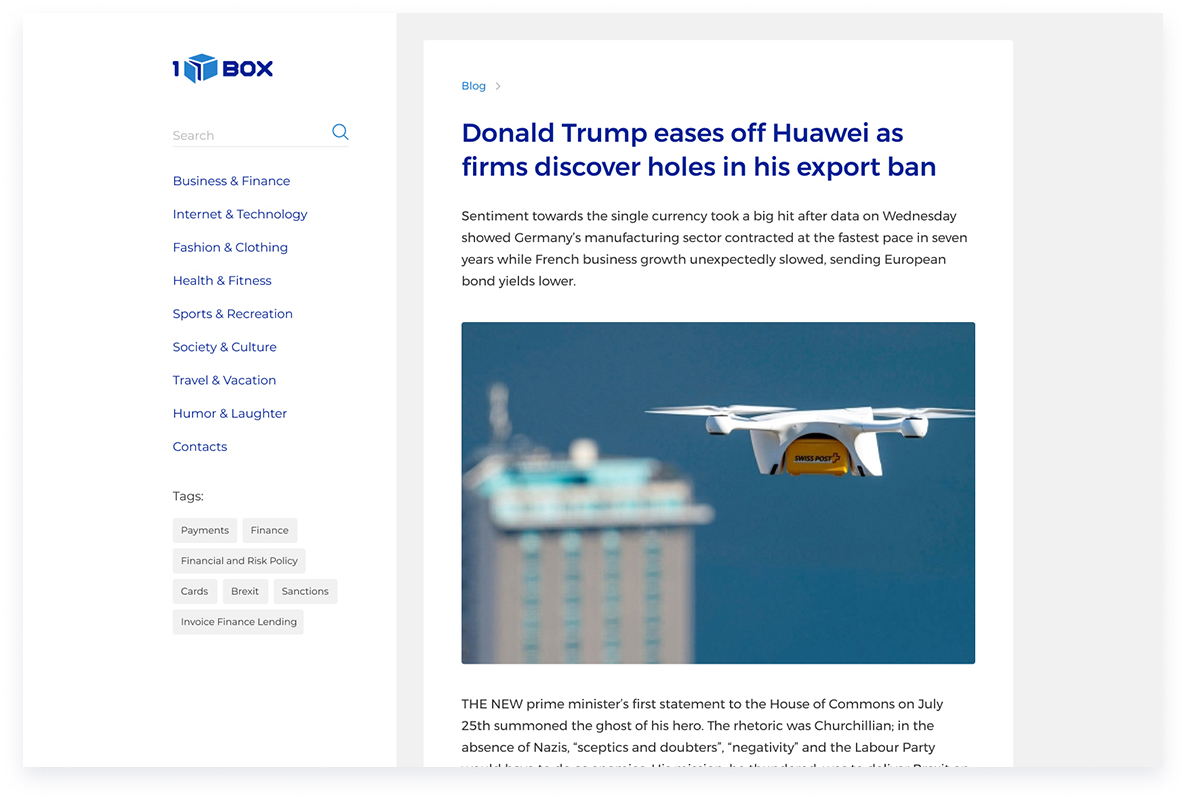 1 BOX
Search
Business & Finance
Internet & Technology
Fashion & Clothing
Health & Fitness
Sports & Recreation
Society & Culture
Travel & Vacation
Humor & Laughter
Contacts
Tags:
Payments
Finance
Financial and Risk Policy
Cards
Brexit
Sanctions
Invoice Finance Lending
Blog >
Donald Trump eases off Huawei as
firms discover holes in his export ban
Sentiment towards the single currency took a big hit after data on Wednesday
showed Germany’s manufacturing sector contracted at the fastest pace in seven
years while French business growth unexpectedly slowed, sending European
bond yields lower.
SWISS POST
THE NEW prime minister’s first statement to the House of Commons on July
25th summoned the ghost of his hero. The rhetoric was Churchillian; in the
absence of Nazis, “sceptics and doubters”, “negativity” and the Labour Party